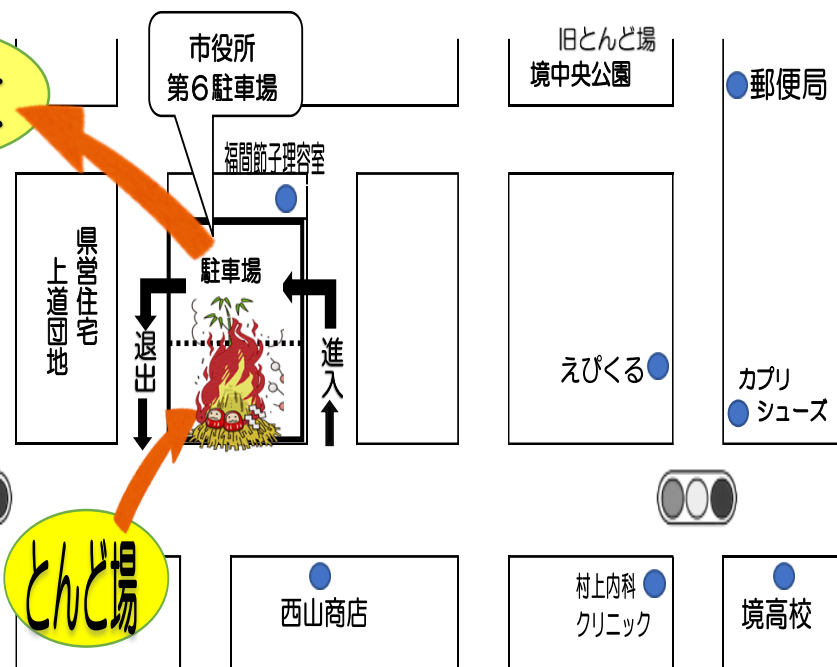 市役所
第6駐車場
旧とんど場
境中央公園
郵便局
福間節子理容室
県営住宅
上道団地
駐車場
退出
進入
えぴくる
カプリ
シューズ
とんど場
西山商店
村上内科
クリニック
境高校